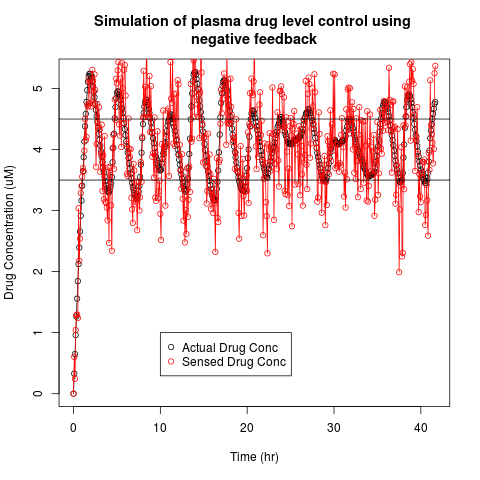 Simulation of plasma drug level control using
negative feedback
Drug Concentration (uM)
5
4
3
2
1
0
Actual Drug Conc
Sensed Drug Conc
0 10 20 30 40
Time (hr)